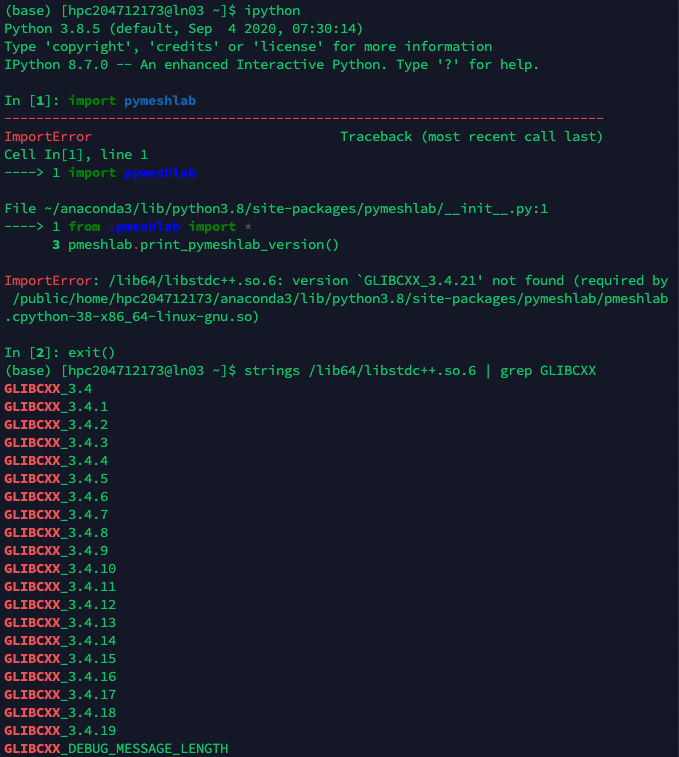 (base) [hpc204712173@ln03 ~]$ ipython
Python 3.8.5 (default, Sep  4 2020, 07:30:14)
Type 'copyright', 'credits' or 'license' for more information
IPython 8.7.0 -- An enhanced Interactive Python. Type '?' for help.

In [1]: import pymeshlab
---------------------------------------------------------------------------
ImportError                               Traceback (most recent call last)
Cell In[1], line 1
----> 1 import pymeshlab

File ~/anaconda3/lib/python3.8/site-packages/pymeshlab/__init__.py:1
----> 1 from .pmeshlab import *
      3 pmeshlab.print_pymeshlab_version()

ImportError: /lib64/libstdc++.so.6: version `GLIBCXX_3.4.21' not found (required by
 /public/home/hpc204712173/anaconda3/lib/python3.8/site-packages/pymeshlab/pmeshlab
.cpython-38-x86_64-linux-gnu.so)

In [2]: exit()
(base) [hpc204712173@ln03 ~]$ strings /lib64/libstdc++.so.6 | grep GLIBCXX
GLIBCXX_3.4
GLIBCXX_3.4.1
GLIBCXX_3.4.2
GLIBCXX_3.4.3
GLIBCXX_3.4.4
GLIBCXX_3.4.5
GLIBCXX_3.4.6
GLIBCXX_3.4.7
GLIBCXX_3.4.8
GLIBCXX_3.4.9
GLIBCXX_3.4.10
GLIBCXX_3.4.11
GLIBCXX_3.4.12
GLIBCXX_3.4.13
GLIBCXX_3.4.14
GLIBCXX_3.4.15
GLIBCXX_3.4.16
GLIBCXX_3.4.17
GLIBCXX_3.4.18
GLIBCXX_3.4.19
GLIBCXX_DEBUG_MESSAGE_LENGTH